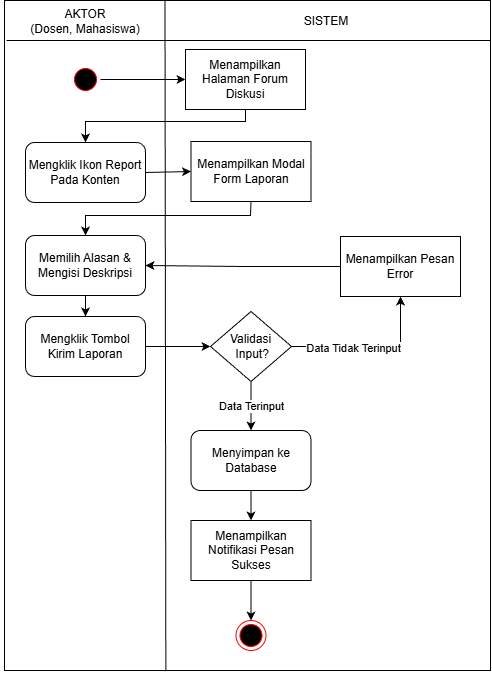 AKTOR
(Dosen, Mahasiswa)
SISTEM
Menampilkan
Halaman Forum
Diskusi
Mengklik Ikon Report
Pada Konten
Menampilkan Modal
Form Laporan
Memilih Alasan &
Mengisi Deskripsi
Menampilkan Pesan
Error
Mengklik Tombol
Kirim Laporan
Validasi
Input?
Data Tidak Terinput
Data Terinput
Menyimpan ke
Database
Menampilkan
Notifikasi Pesan
Sukses